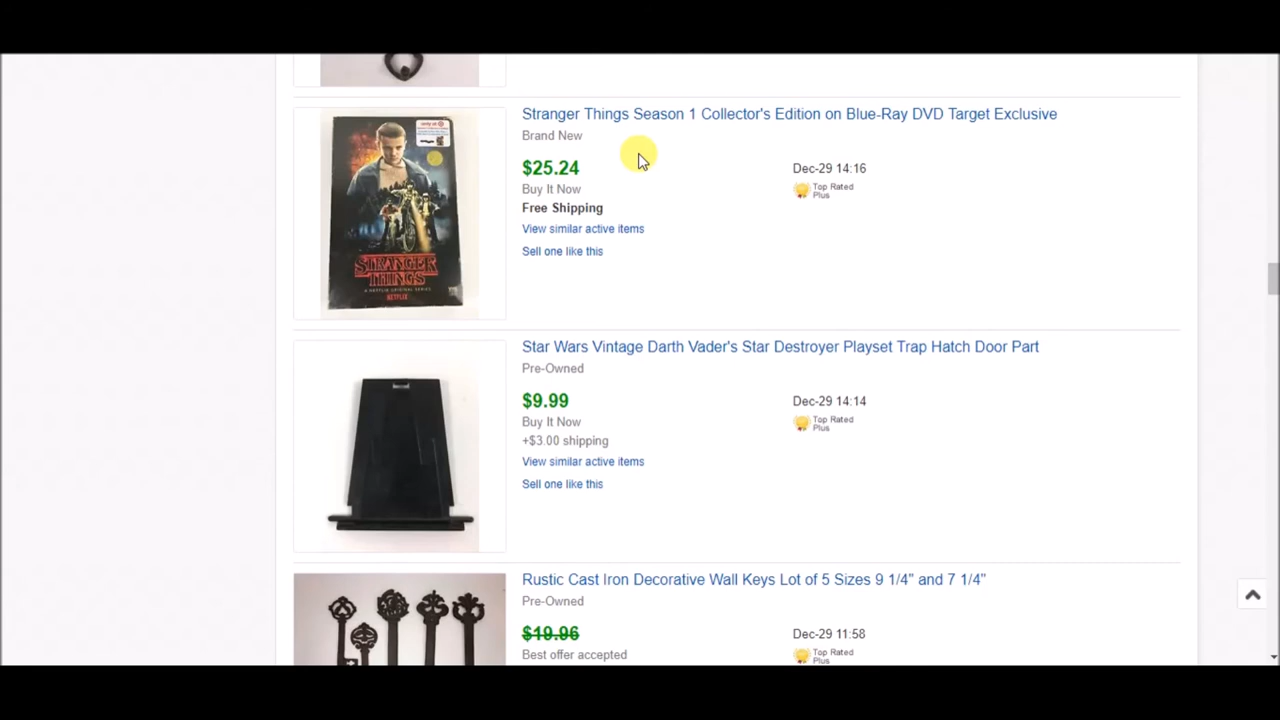 Stranger Things Season 1 Collector's Edition on Blue-Ray DVD Target Exclusive
Brand New
$25.24
Dec-29 14:16
Buy It Now
Top Rated
Plus
Free Shipping
View similar active items
Sell one like this
STRANGER
THINGS
A NETFLIX ORIGINAL SERIES
NETFLIX
Star Wars Vintage Darth Vader's Star Destroyer Playset Trap Hatch Door Part
Pre-Owned
$9.99
Dec-29 14:14
Buy It Now
Top Rated
Plus
+$3.00 shipping
View similar active items
Sell one like this
Rustic Cast Iron Decorative Wall Keys Lot of 5 Sizes 9 1/4" and 7 1/4"
Pre-Owned
$19.96
Dec-29 11:58
Best offer accepted
Top Rated
Plus